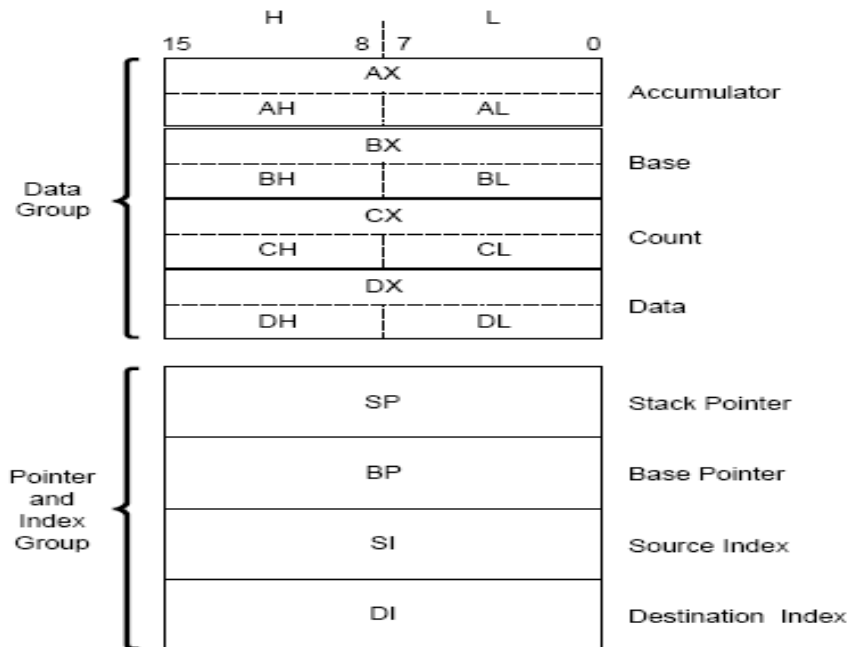 H L
15 8 7 0
AX
AH AL
Accumulator
BX
BH BL
Base
Data
Group
CX
CH CL
Count
DX
DH DL
Data
SP
Stack Pointer
BP
Base Pointer
Pointer
and
Index
Group
SI
Source Index
DI
Destination Index